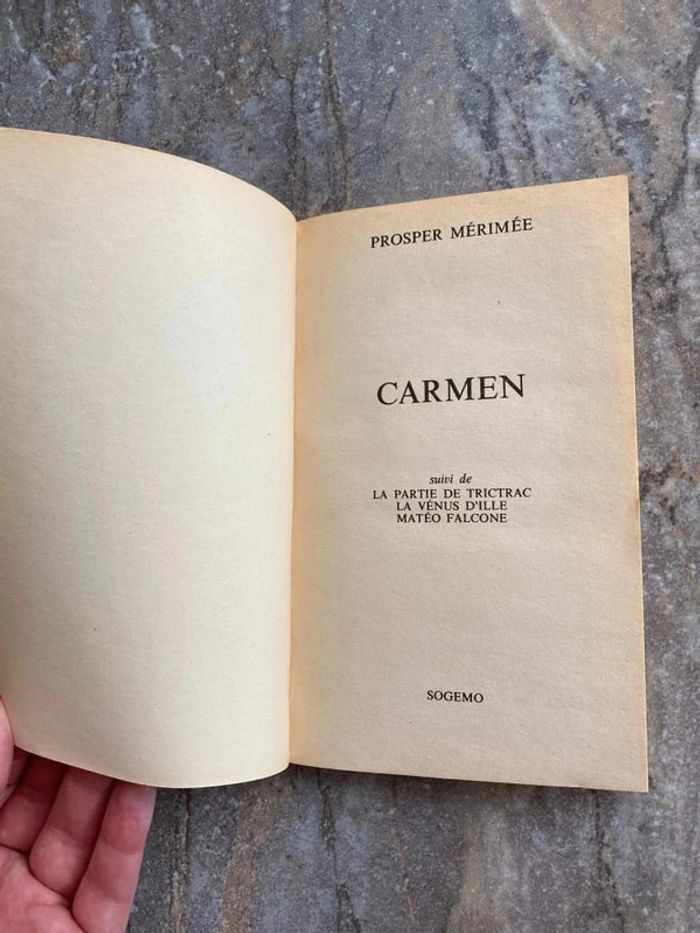 PROSPER MÉRIMÉE
CARMEN
suivi de
LA PARTIE DE TRICTRAC
LA VÉNUS D'ILLE
MATÉO FALCONE
SOGEMO